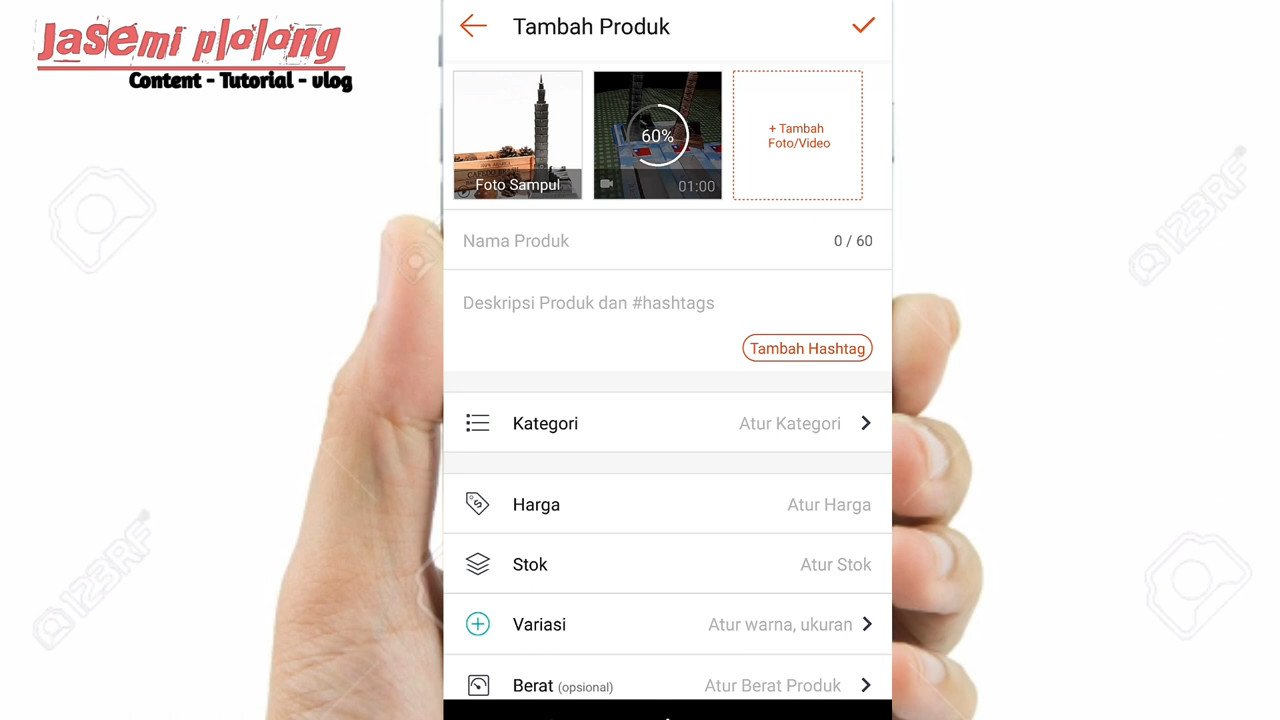 Jasemi plolong
Content - Tutorial - vlog
Tambah Produk
60%
Foto Sampul
01:00
+ Tambah
Foto/Video
Nama Produk
0 / 60
Deskripsi Produk dan #hashtags
Tambah Hashtag
Kategori
Atur Kategori
Harga
Atur Harga
Stok
Atur Stok
Variasi
Atur warna, ukuran
Berat (opsional)
Atur Berat Produk
123RF
123RF